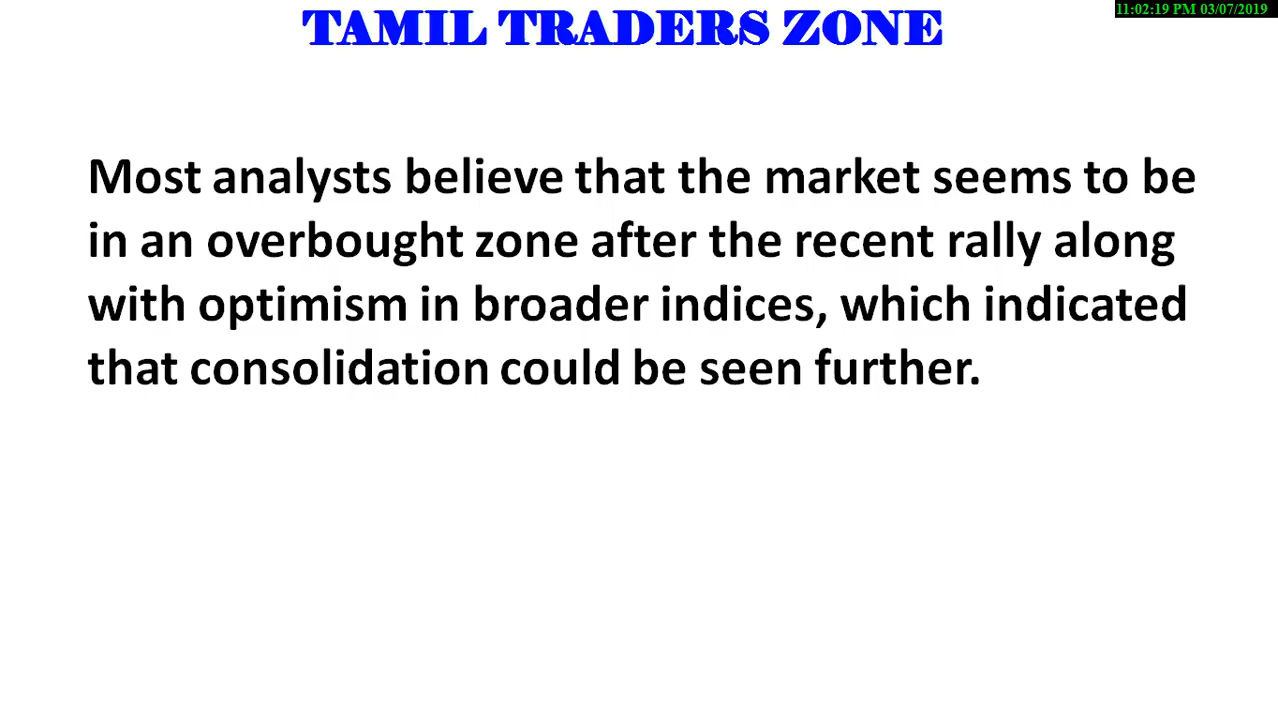 TAMIL TRADERS ZONE
11:02:19 PM 03/07/2019
Most analysts believe that the market seems to be
in an overbought zone after the recent rally along
with optimism in broader indices, which indicated
that consolidation could be seen further.